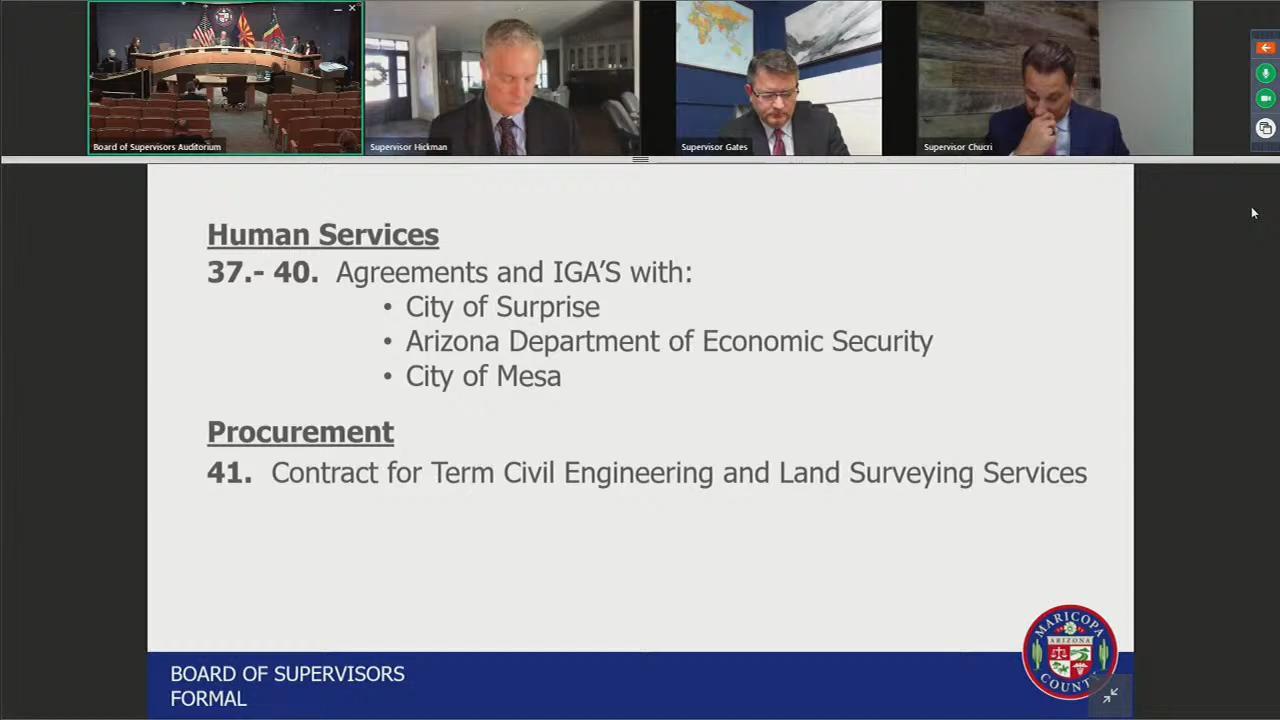 Board of Supervisors Auditorium
Supervisor Hickman
Supervisor Gates
Supervisor Chucri
Human Services
37.- 40. Agreements and IGA’S with:
• City of Surprise
• Arizona Department of Economic Security
• City of Mesa
Procurement
41. Contract for Term Civil Engineering and Land Surveying Services
BOARD OF SUPERVISORS
FORMAL
MARICOPA
ARIZONA
COUNTY